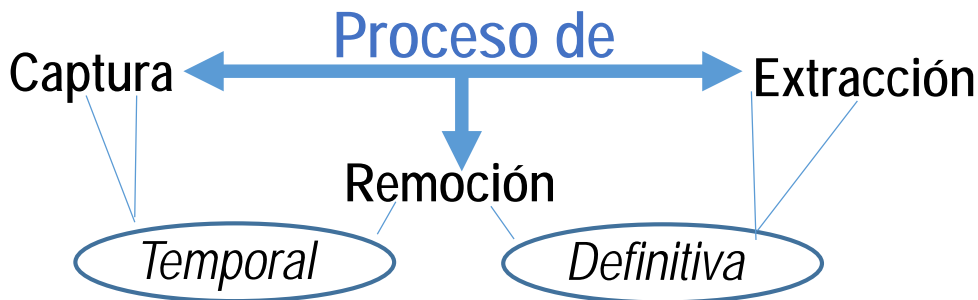 Proceso de
Captura
Extracción
Remoción
Temporal
Definitiva